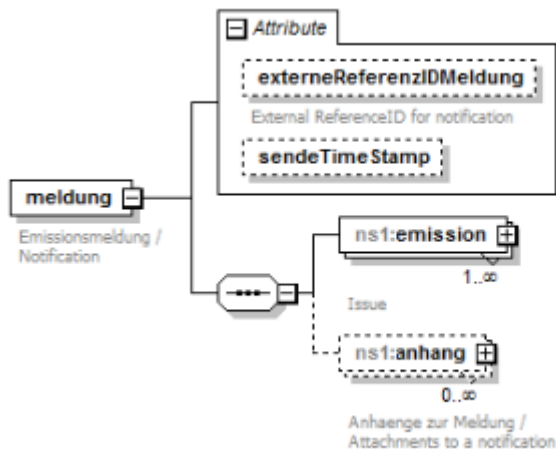 Attribute
externeReferenzIDMeldung
External ReferenceID for notification
sendeTimeStamp
meldung
Emissionsmeldung /
Notification
ns1:emission
1..∞
Issue
ns1:anhang
0..∞
Anhaenge zur Meldung /
Attachments to a notification